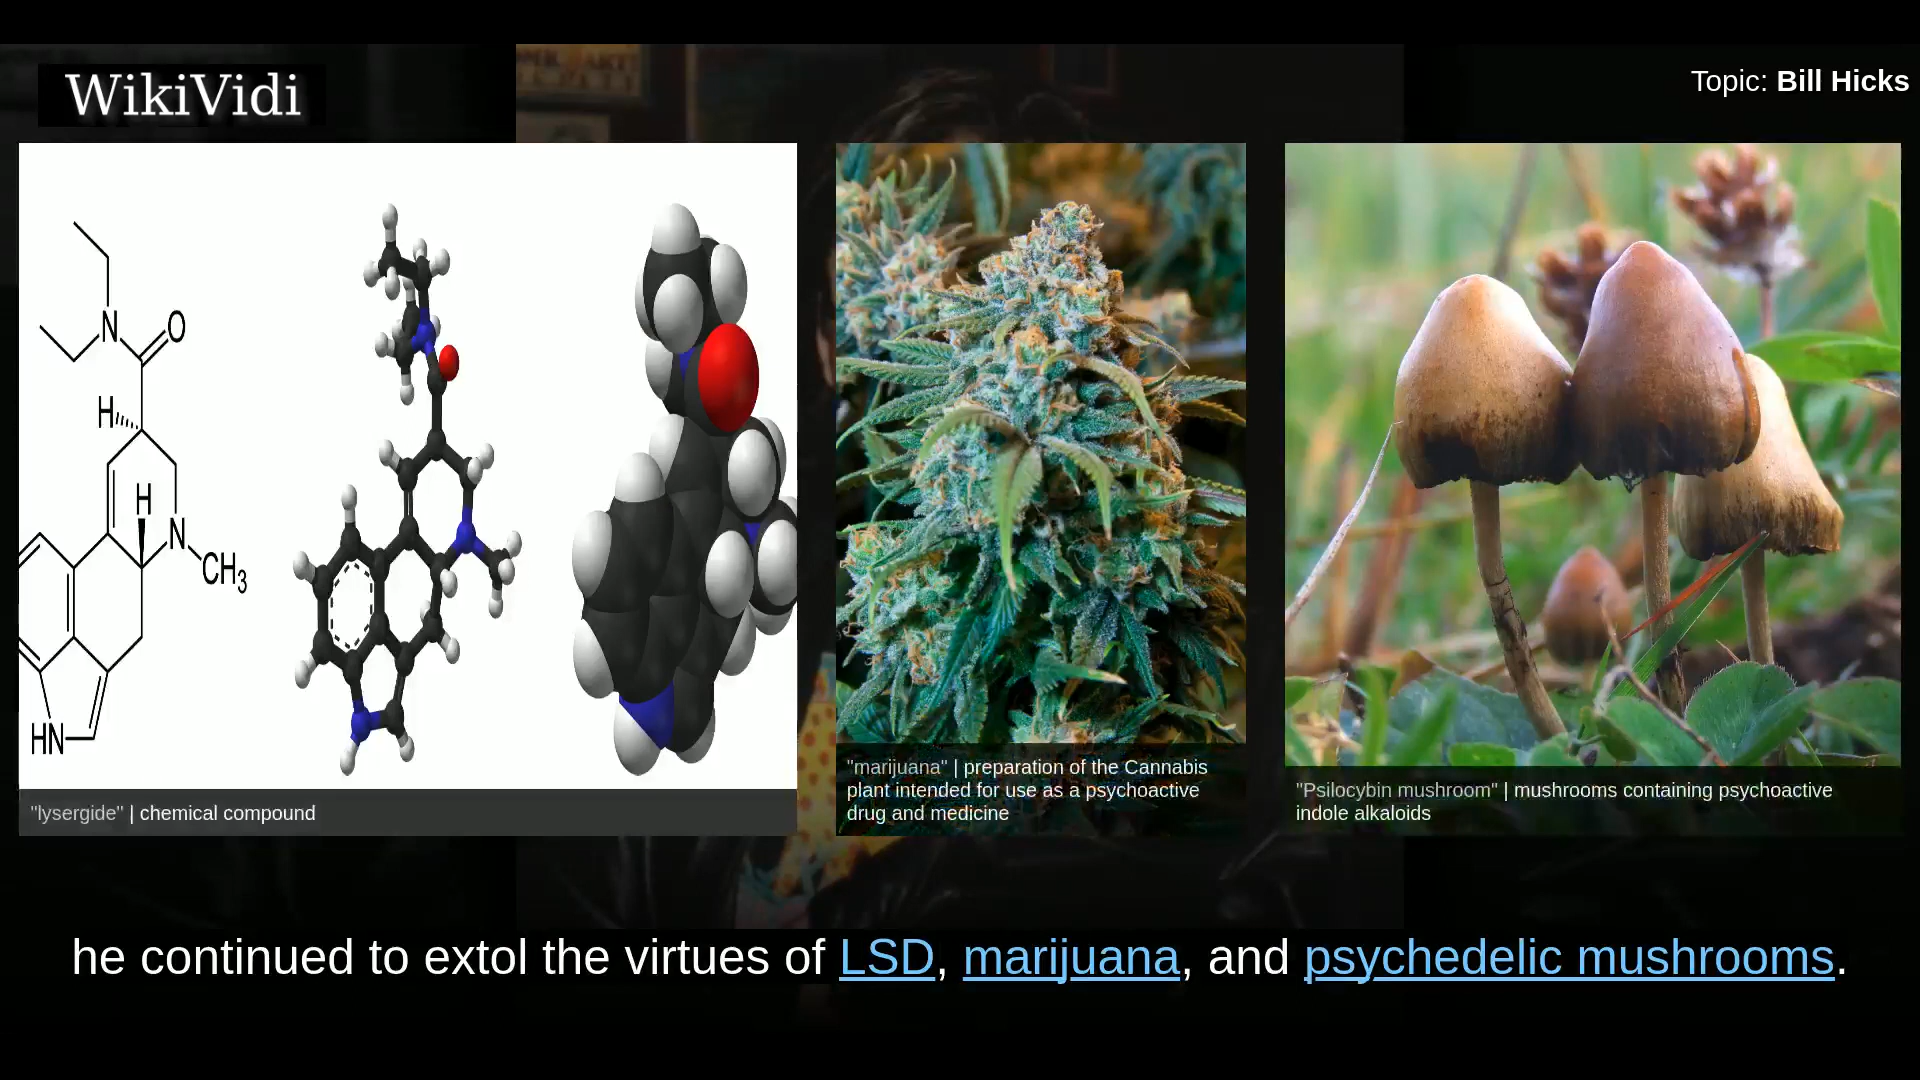 WikiVidi
Topic: Bill Hicks
N
O
H
H
N
CH3
HN
"lysergide" | chemical compound
"marijuana" | preparation of the Cannabis
plant intended for use as a psychoactive
drug and medicine
"Psilocybin mushroom" | mushrooms containing psychoactive
indole alkaloids
he continued to extol the virtues of LSD, marijuana, and psychedelic mushrooms.